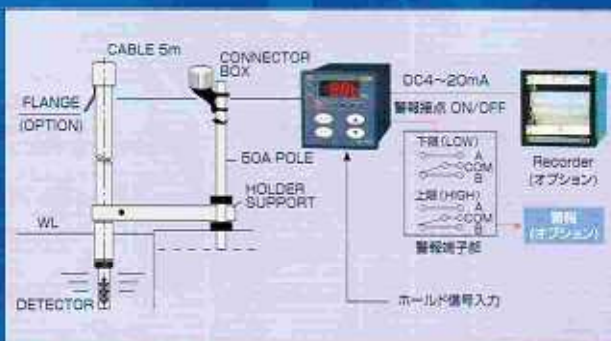 CABLE 5m
CONNECTOR
BOX
FLANGE
(OPTION)
50A POLE
HOLDER
SUPPORT
WL
DETECTOR
DC4～20mA
警報接点 ON/OFF
下限(LOW)
A
COM
B
上限(HIGH)
A
COM
B
警報端子部
Recorder
(オプション)
警報
(オプション)
ホールド信号入力